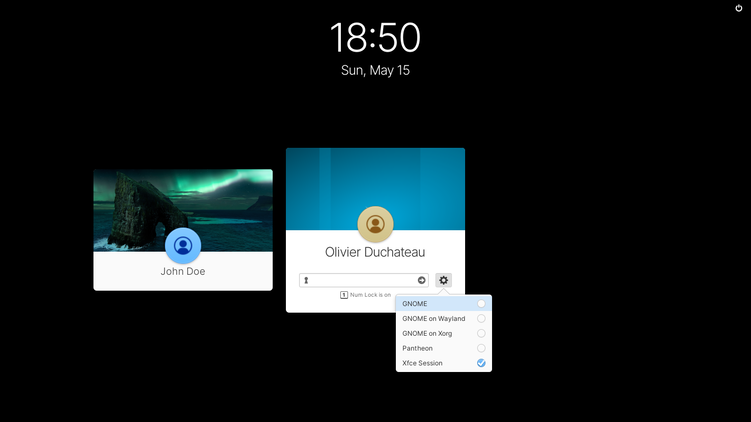 18:50
Sun, May 15
John Doe
Olivier Duchateau
1 Num Lock is on
GNOME
GNOME on Wayland
GNOME on Xorg
Pantheon
Xfce Session